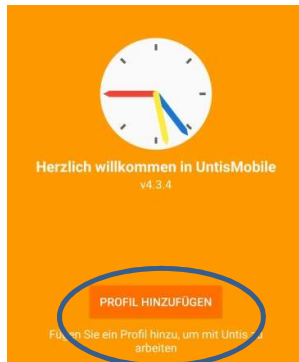 Herzlich willkommen in UntisMobile
v4.3.4
PROFIL HINZUFÜGEN
Fügen Sie ein Profil hinzu, um mit Untis zu
arbeiten